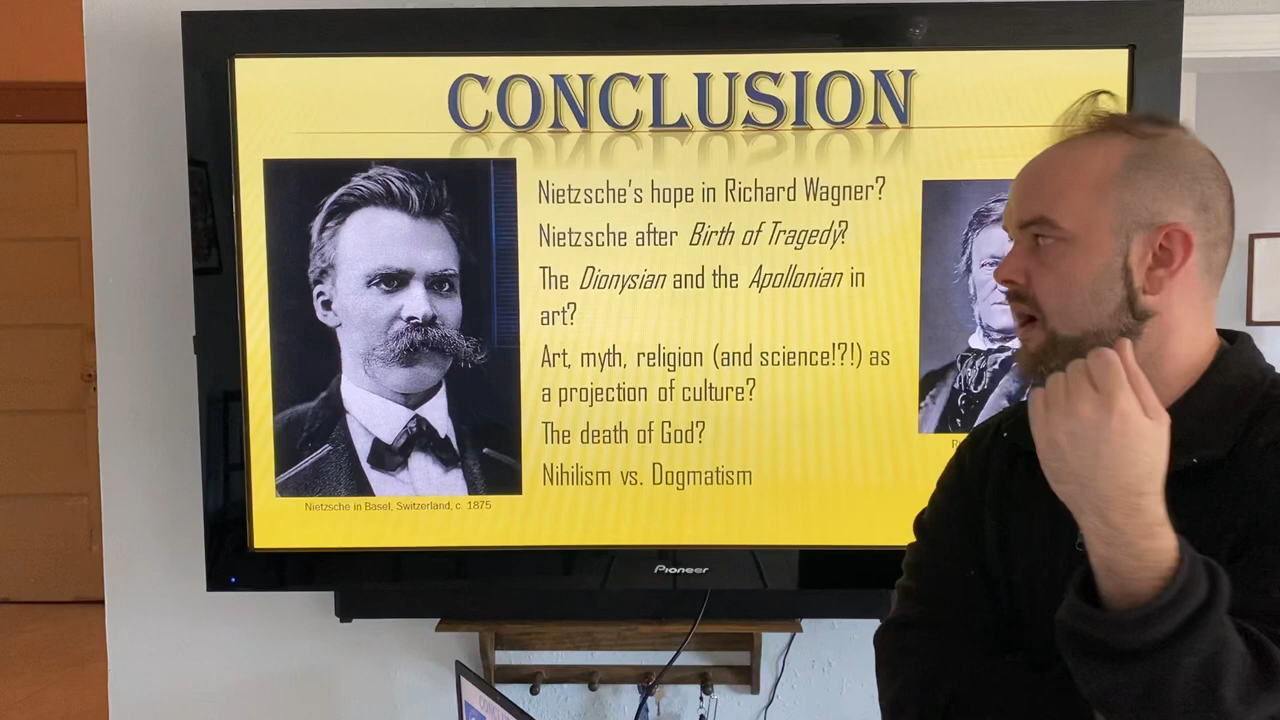 CONCLUSION
Nietzsche's hope in Richard Wagner?
Nietzsche after Birth of Tragedy?
The Dionysian and the Apollonian in
art?
Art, myth, religion (and science!?!) as
a projection of culture?
The death of God?
Nihilism vs. Dogmatism
Nietzsche in Basel, Switzerland, c. 1875
Pioneer